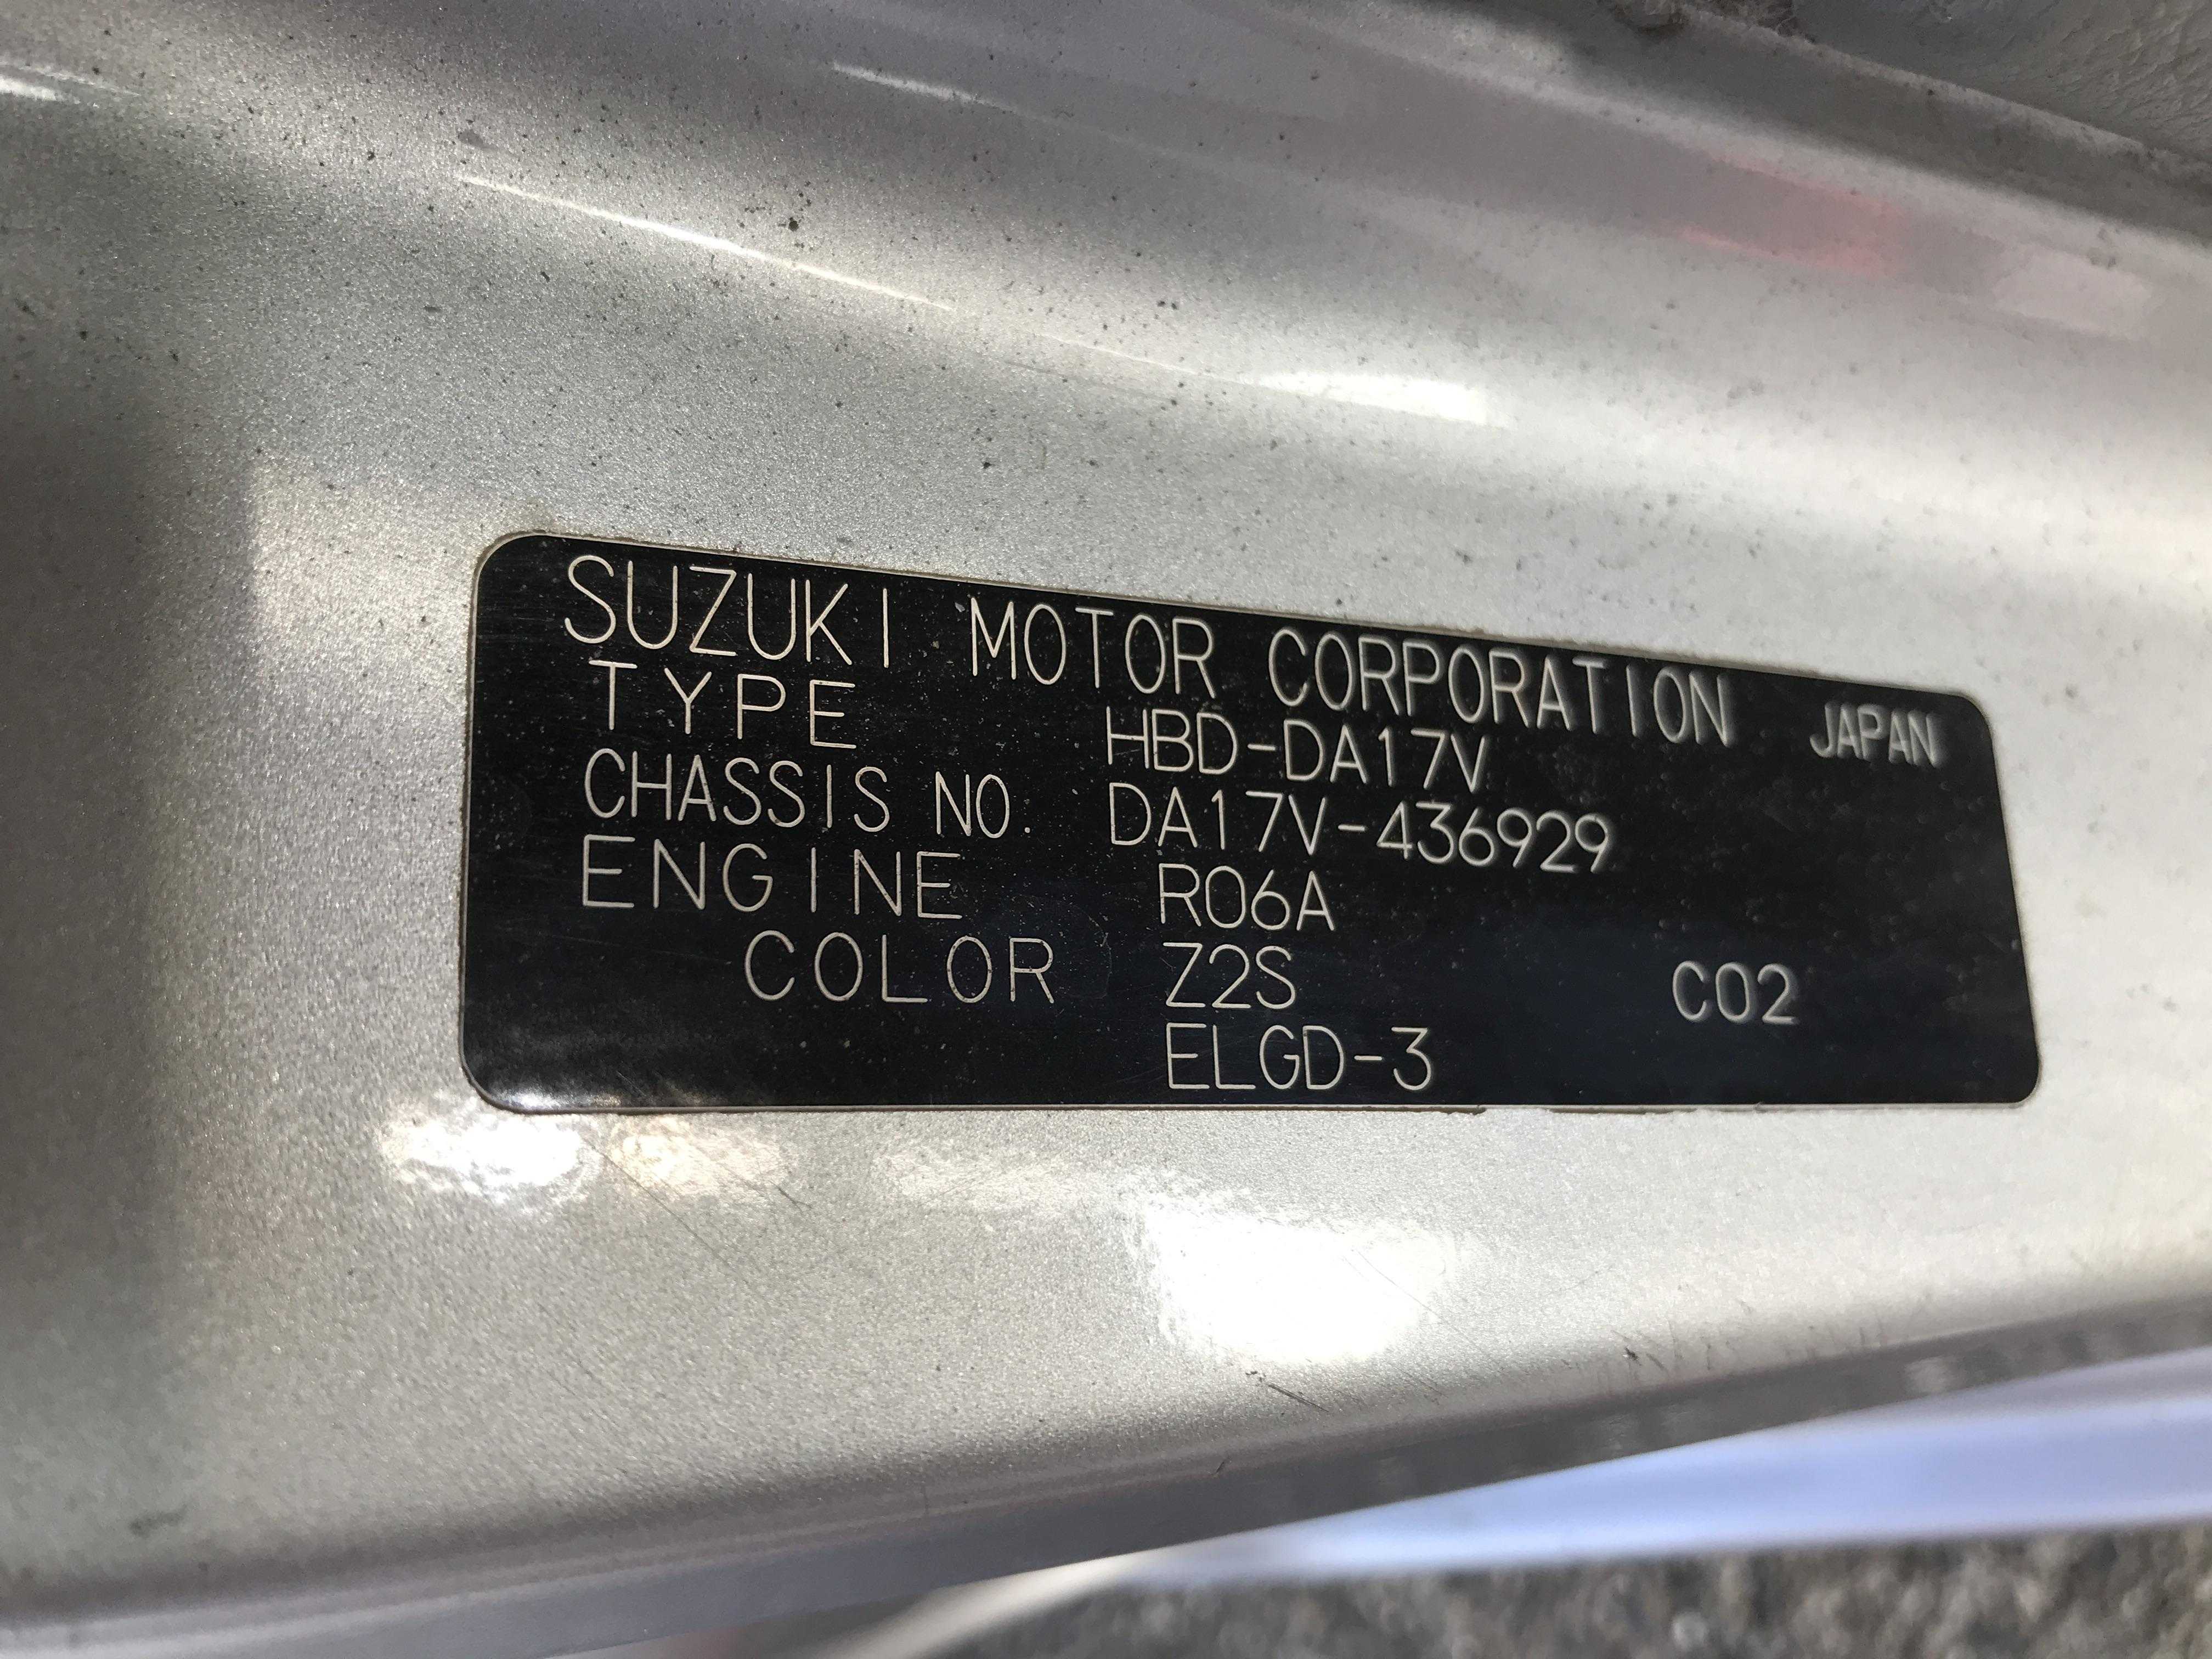 SUZUKI MOTOR CORPORATION JAPAN
TYPE HBD-DA17V
CHASSIS NO. DA17V-436929
ENGINE R06A
COLOR Z2S C02
ELGD-3